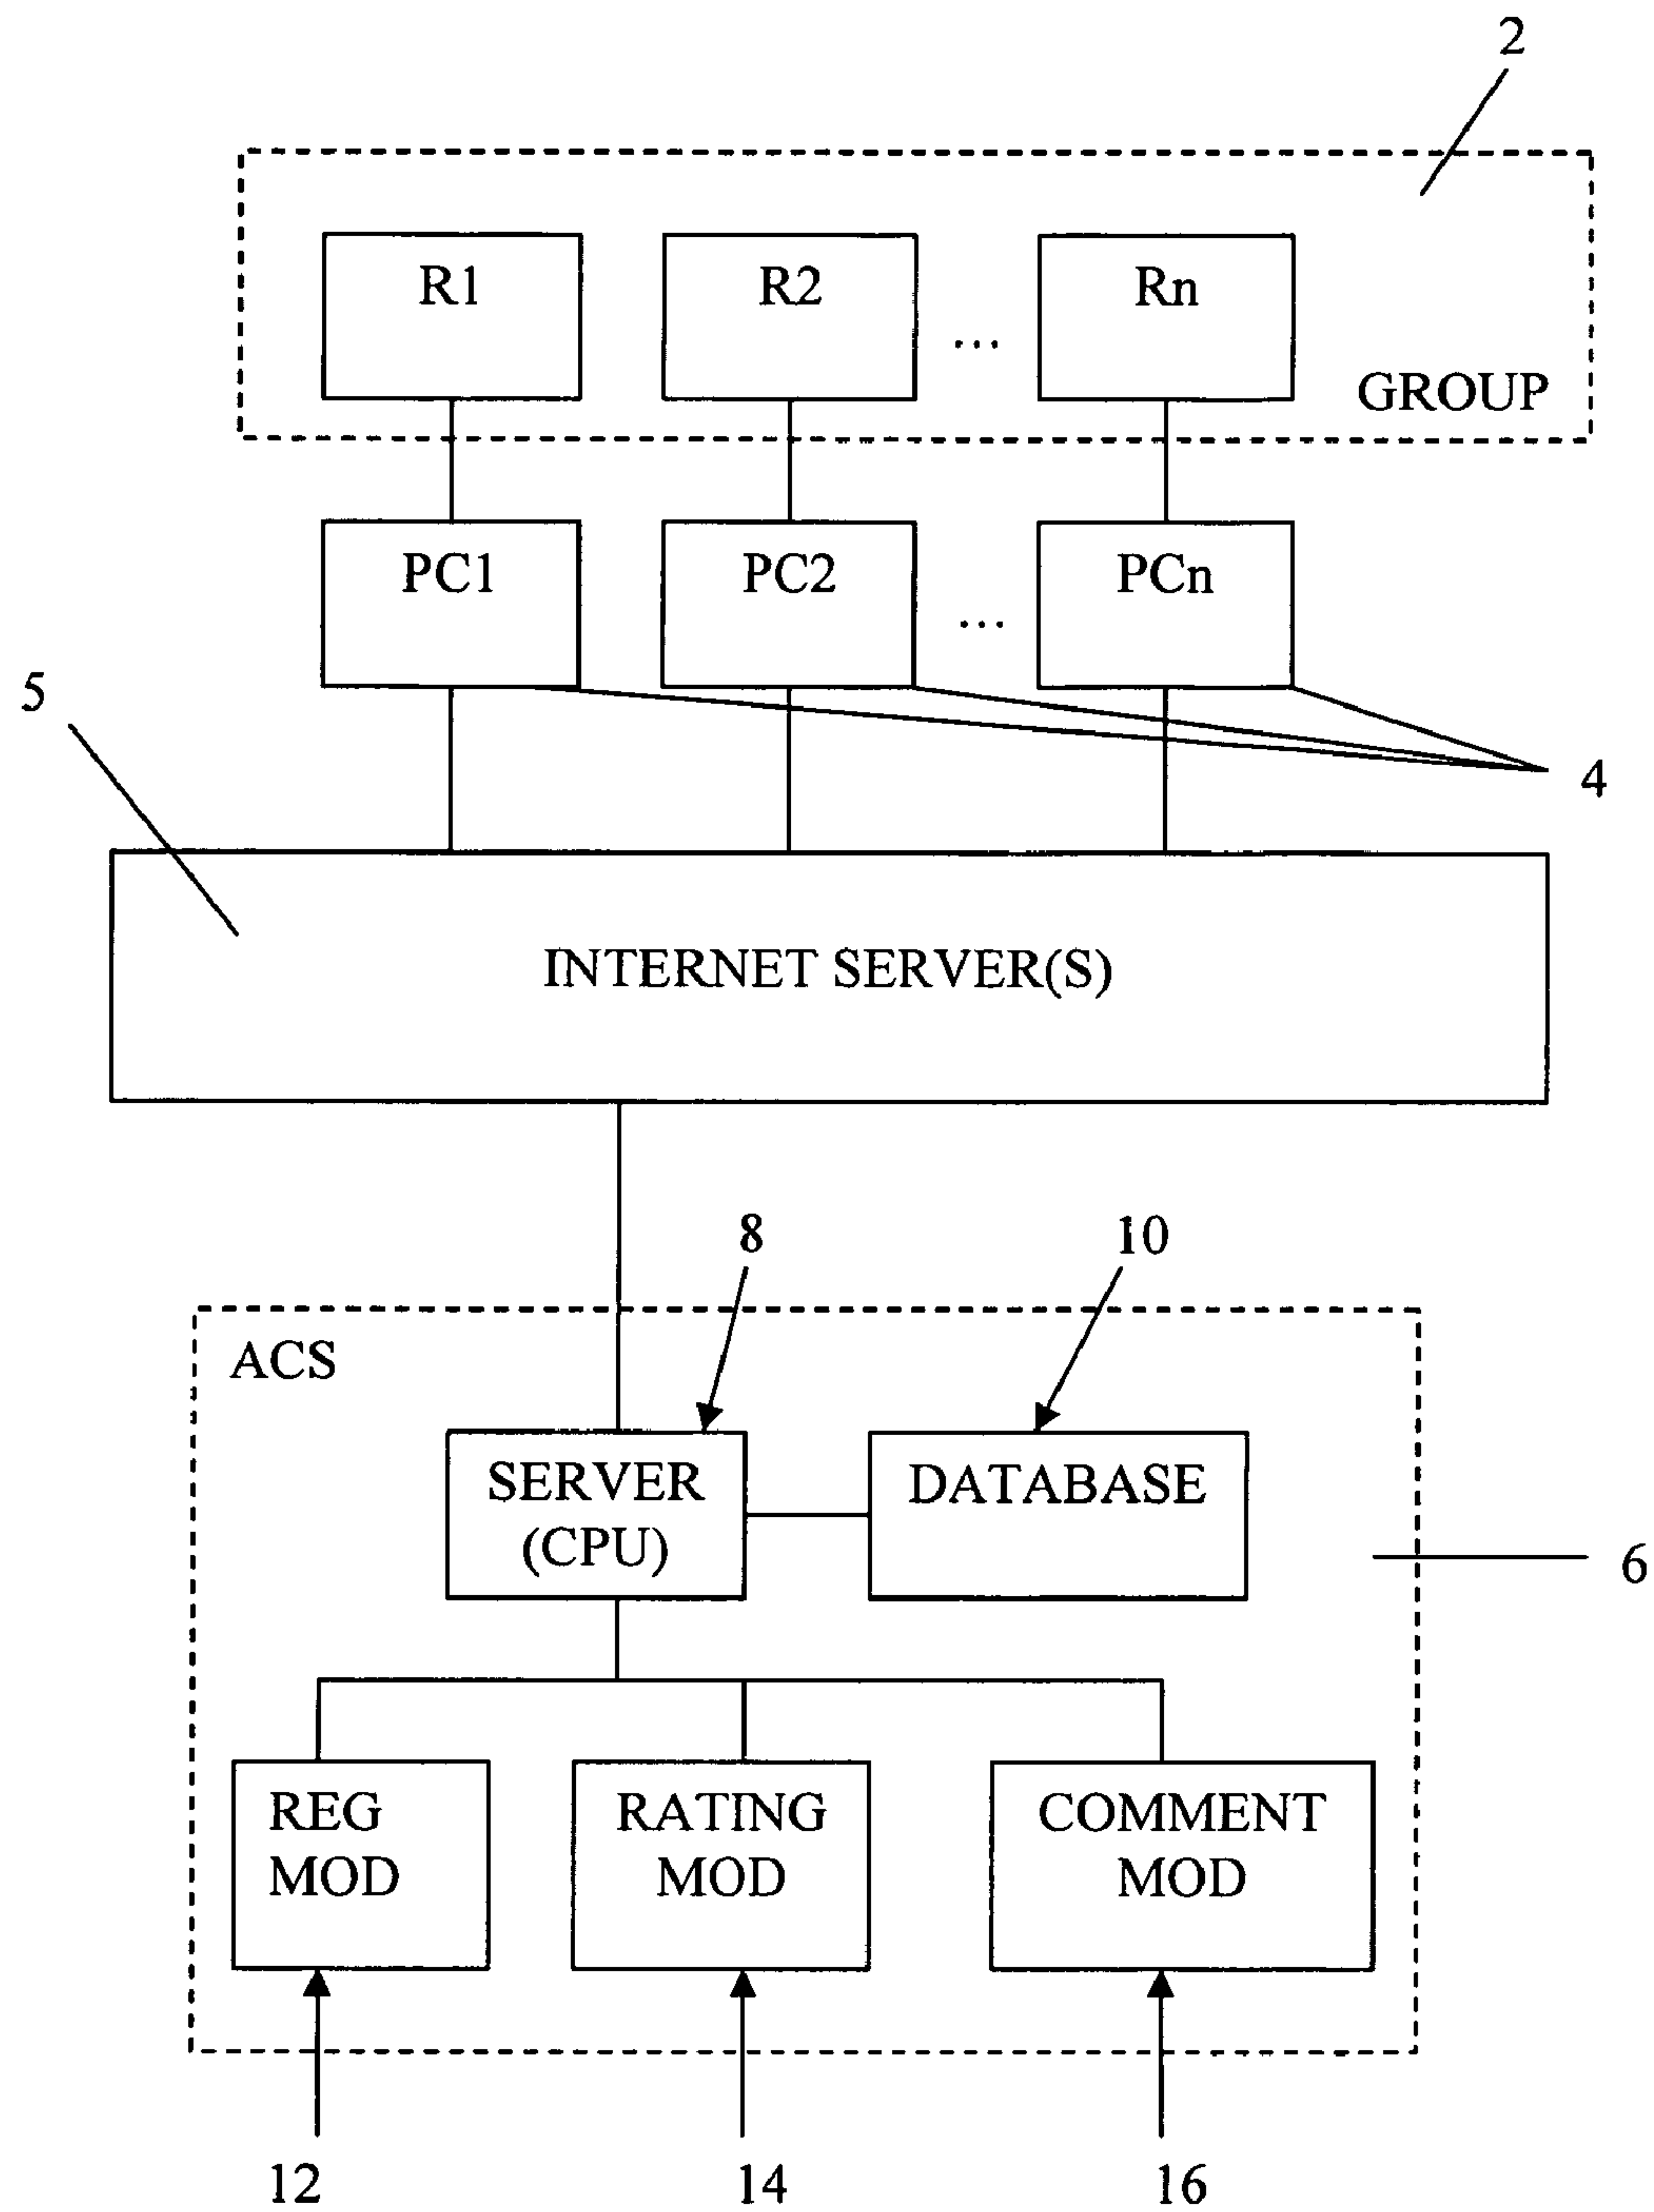 2
R1
R2
...
Rn
GROUP
PC1
PC2
...
PCn
5
4
INTERNET SERVER(S)
8
10
ACS
SERVER
(CPU)
DATABASE
6
REG
MOD
RATING
MOD
COMMENT
MOD
12
14
16